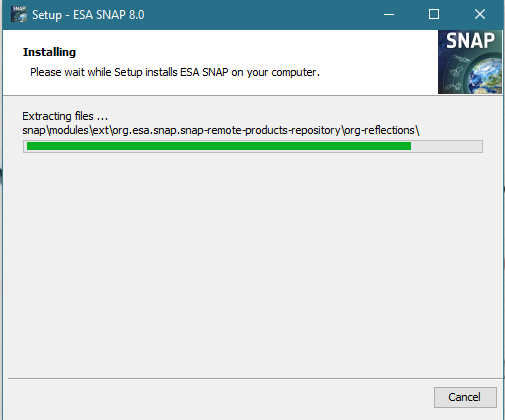 Setup - ESA SNAP 8.0
SNAP
Installing
Please wait while Setup installs ESA SNAP on your computer.
Extracting files ...
snap\modules\ext\org.esa.snap.snap-remote-products-repository\org-reflections\
Cancel